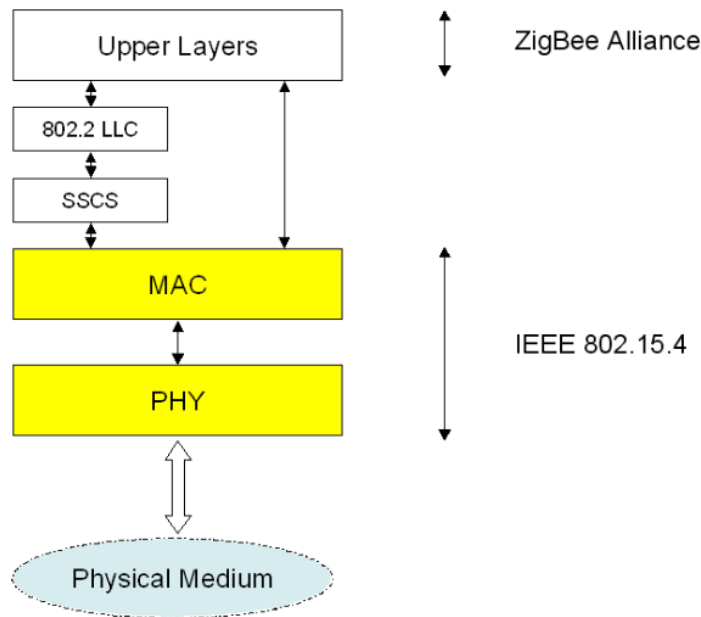 Upper Layers
ZigBee Alliance
802.2 LLC
SSCS
MAC
IEEE 802.15.4
PHY
Physical Medium